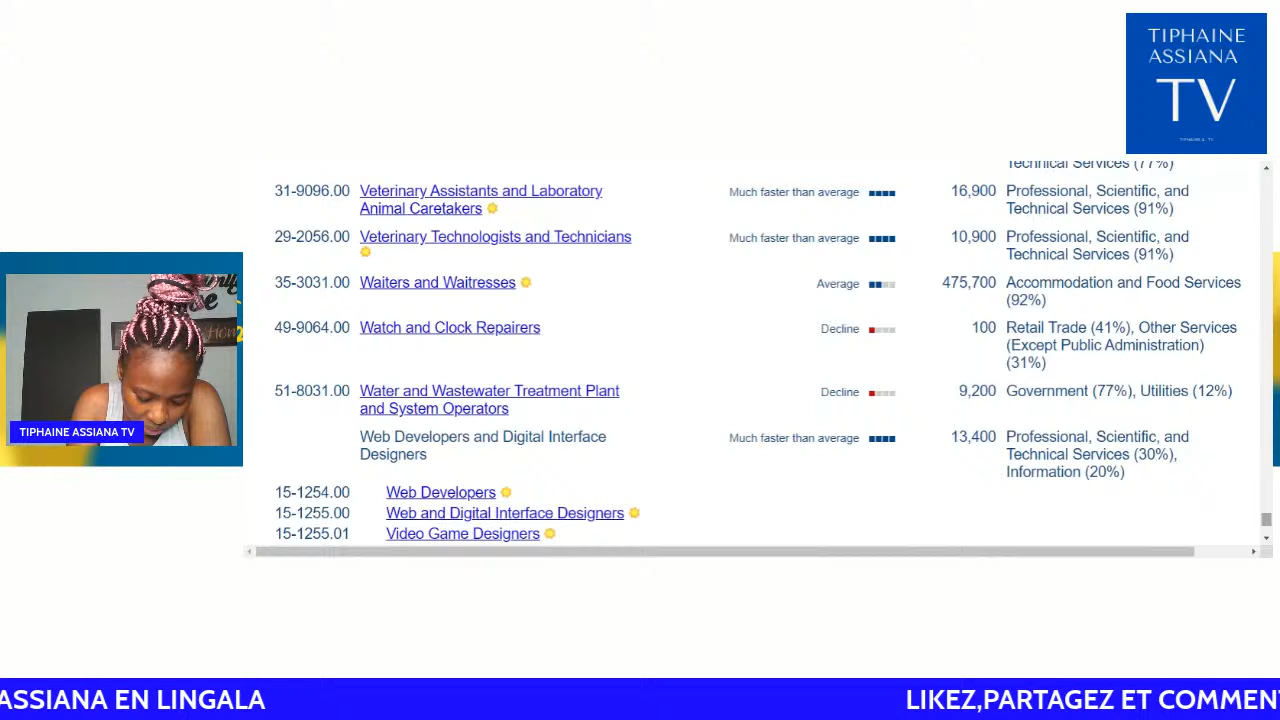 TIPHAINE
ASSIANA
TV
TIPHAINE A. TV
Technical Services (77%)
31-9096.00 Veterinary Assistants and Laboratory Much faster than average 16,900 Professional, Scientific, and
Animal Caretakers Technical Services (91%)
29-2056.00 Veterinary Technologists and Technicians Much faster than average 10,900 Professional, Scientific, and
Technical Services (91%)
35-3031.00 Waiters and Waitresses Average 475,700 Accommodation and Food Services
(92%)
49-9064.00 Watch and Clock Repairers Decline 100 Retail Trade (41%), Other Services
(Except Public Administration)
(31%)
51-8031.00 Water and Wastewater Treatment Plant Decline 9,200 Government (77%), Utilities (12%)
and System Operators
Web Developers and Digital Interface Much faster than average 13,400 Professional, Scientific, and
Designers Technical Services (30%),
Information (20%)
15-1254.00 Web Developers
15-1255.00 Web and Digital Interface Designers
15-1255.01 Video Game Designers
TIPHAINE ASSIANA TV
ASSIANA EN LINGALA LIKEZ,PARTAGEZ ET COMMEN